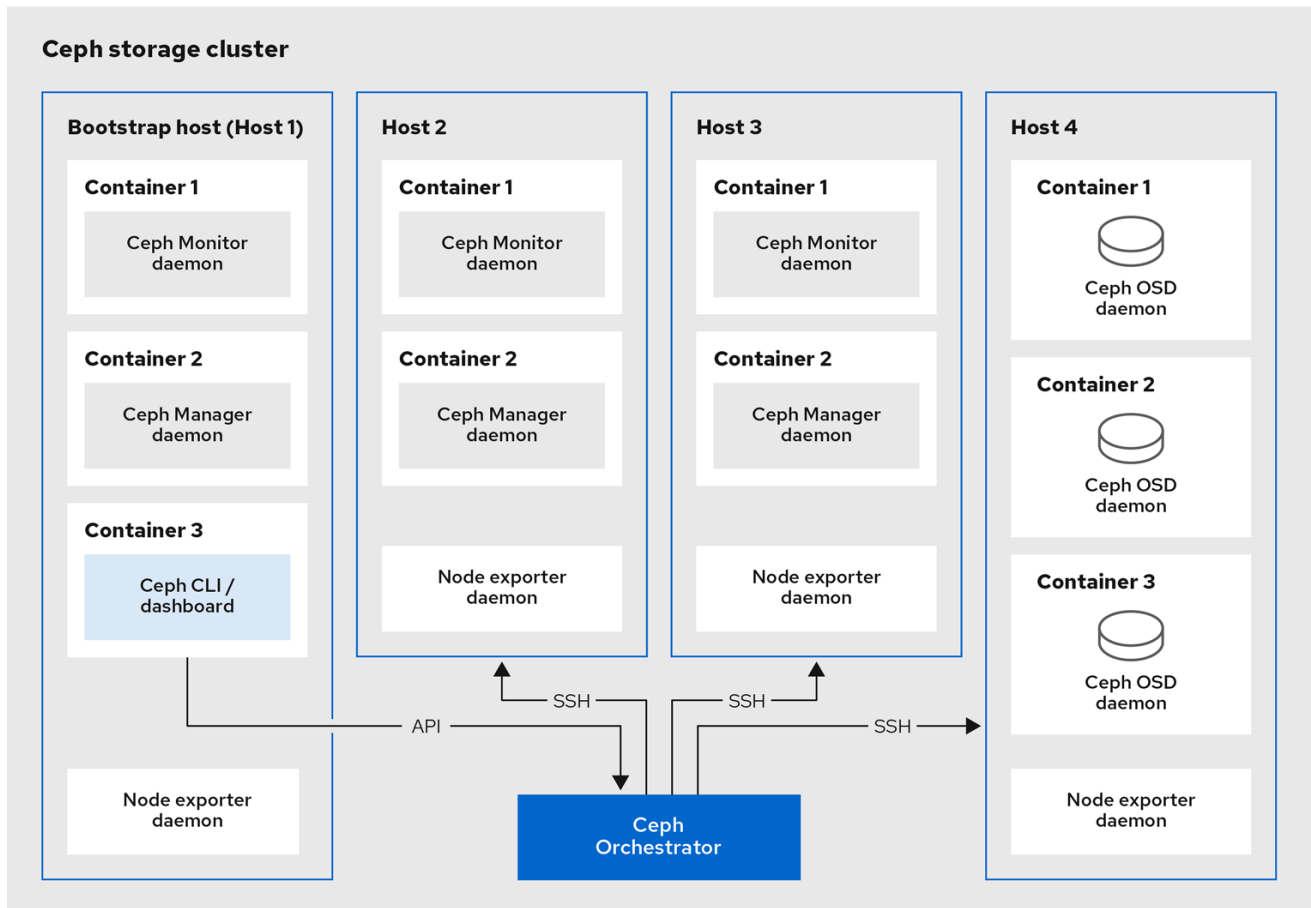 Ceph storage cluster
Bootstrap host (Host 1)
Container 1
Ceph Monitor
daemon
Container 2
Ceph Manager
daemon
Container 3
Ceph CLI /
dashboard
Node exporter
daemon
Host 2
Container 1
Ceph Monitor
daemon
Container 2
Ceph Manager
daemon
Node exporter
daemon
Host 3
Container 1
Ceph Monitor
daemon
Container 2
Ceph Manager
daemon
Node exporter
daemon
Host 4
Container 1
Ceph OSD
daemon
Container 2
Ceph OSD
daemon
Container 3
Ceph OSD
daemon
Node exporter
daemon
SSH
SSH
API
SSH
Ceph
Orchestrator